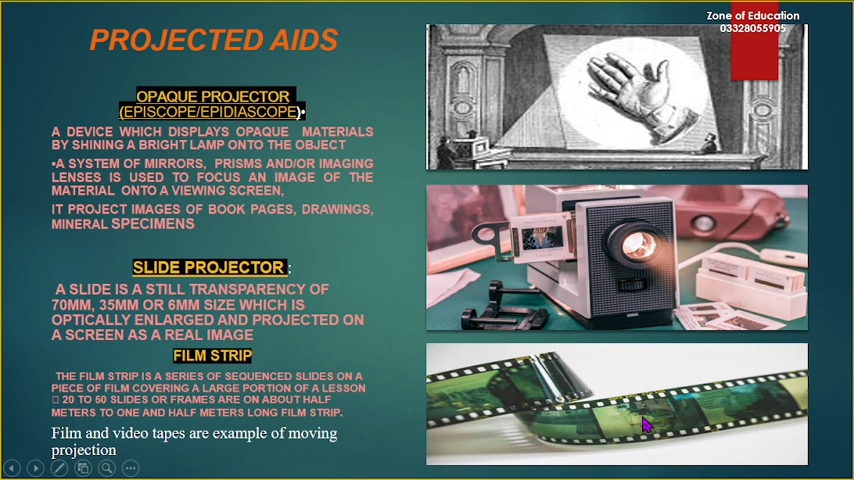 Zone of Education
03328055905
PROJECTED AIDS
OPAQUE PROJECTOR
(EPISCOPE/EPIDIASCOPE)•
A DEVICE WHICH DISPLAYS OPAQUE MATERIALS
BY SHINING A BRIGHT LAMP ONTO THE OBJECT
•A SYSTEM OF MIRRORS, PRISMS AND/OR IMAGING
LENSES IS USED TO FOCUS AN IMAGE OF THE
MATERIAL ONTO A VIEWING SCREEN,
IT PROJECT IMAGES OF BOOK PAGES, DRAWINGS,
MINERAL SPECIMENS
SLIDE PROJECTOR :
A SLIDE IS A STILL TRANSPARENCY OF
70MM, 35MM OR 6MM SIZE WHICH IS
OPTICALLY ENLARGED AND PROJECTED ON
A SCREEN AS A REAL IMAGE
FILM STRIP
THE FILM STRIP IS A SERIES OF SEQUENCED SLIDES ON A
PIECE OF FILM COVERING A LARGE PORTION OF A LESSON
□ 20 TO 50 SLIDES OR FRAMES ARE ON ABOUT HALF
METERS TO ONE AND HALF METERS LONG FILM STRIP.
Film and video tapes are example of moving
projection